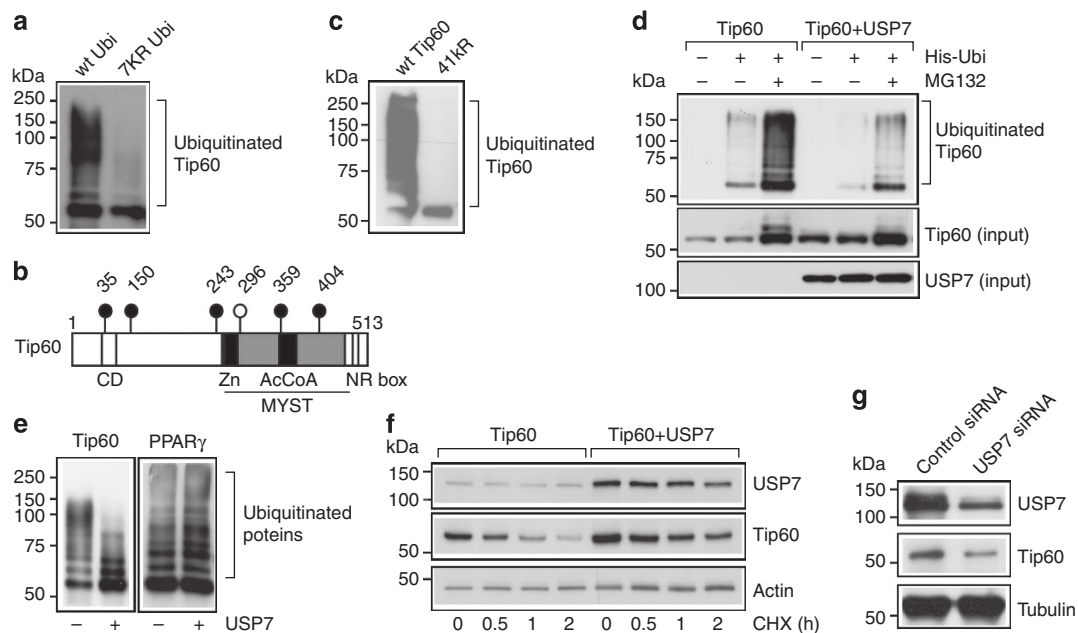 a
wt Ubi
7KR Ubi
kDa
250
150
100
75
50
Ubiquitinated
Tip60
c
wt Tip60
41KR
kDa
250
150
100
75
50
Ubiquitinated
Tip60
d
Tip60
Tip60+USP7
– + + – + + His-Ubi
+ + MG132
kDa
150
100
75
50
Ubiquitinated
Tip60
50
Tip60 (input)
100
USP7 (input)
b
35 150 243 296 359 404
1 513
Tip60
CD Zn AcCoA NR box
MYST
e
Tip60 PPARγ
250
150
100
75
50
Ubiquitinated
poteins
– + – + USP7
f
kDa
Tip60
Tip60+USP7
150
100
USP7
50
Tip60
50
Actin
0 0.5 1 2 CHX (h) 0 0.5 1 2
g
Control siRNA
USP7 siRNA
kDa
150
100
USP7
50
Tip60
50
Tubulin